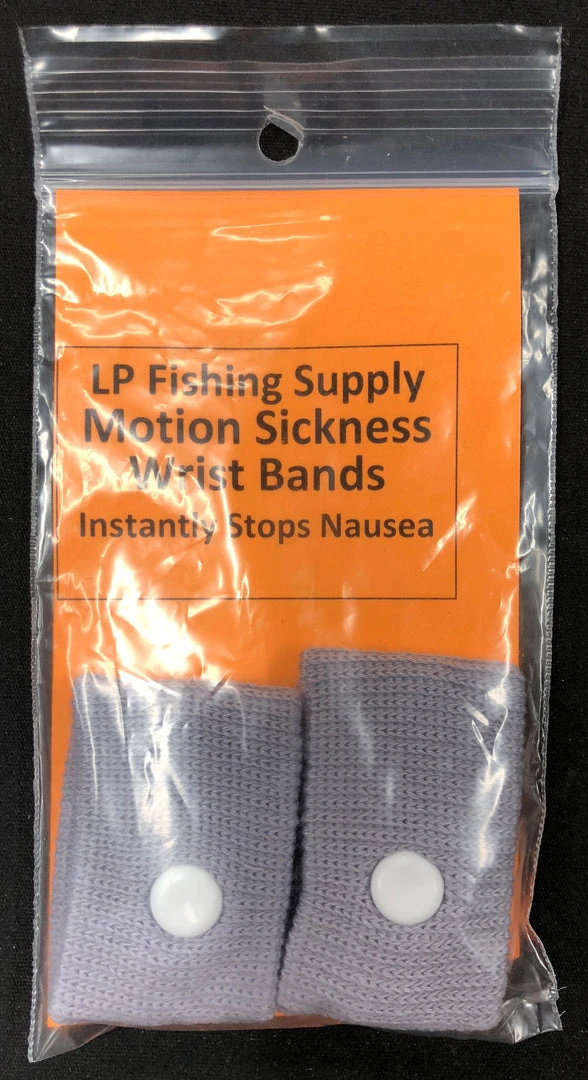 LP Fishing Supply
Motion Sickness
Wrist Bands
Instantly Stops Nausea